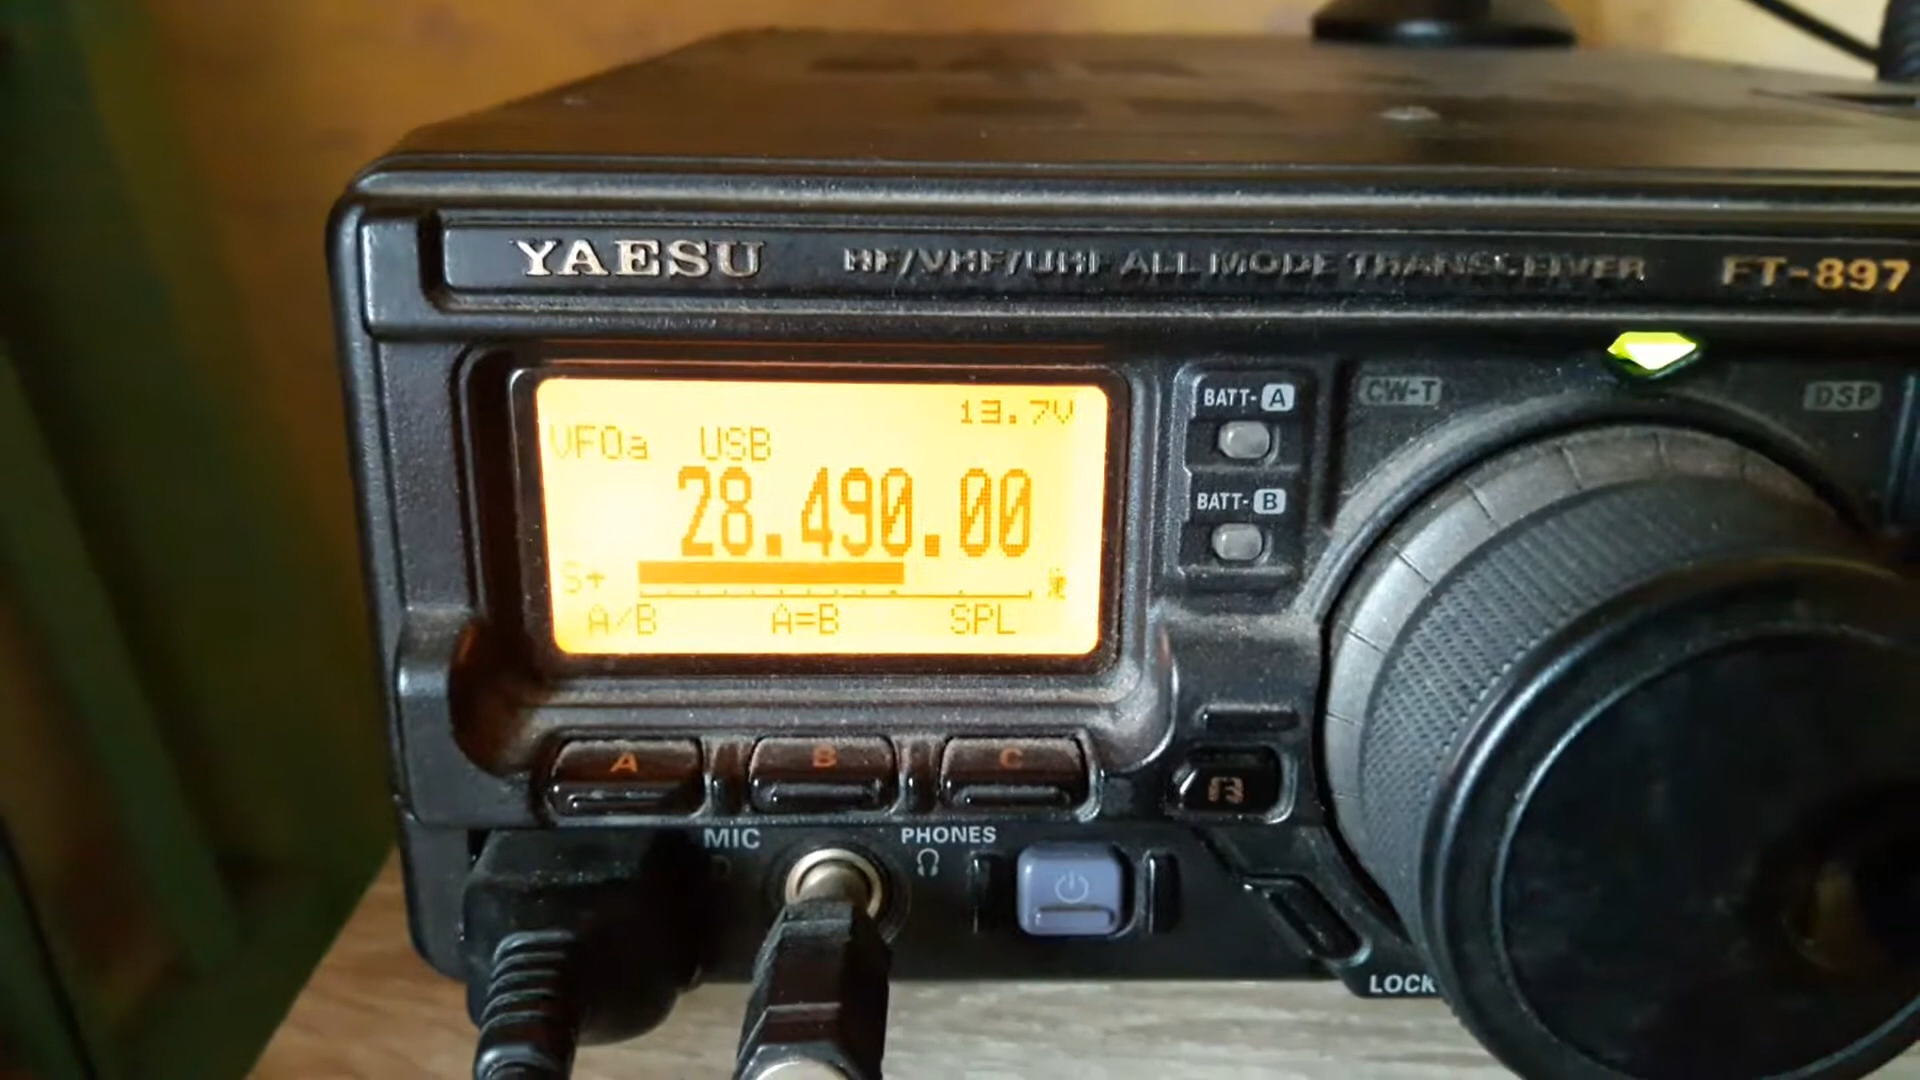 YAESU HF/VHF/UHF ALL MODE TRANSCEIVER FT-897
13.7V
VFOa USB
28.490.00
S+
A/B A=B SPL
BATT-A
BATT-B
CW-T
DSP
A B C
MIC
PHONES
LOCK